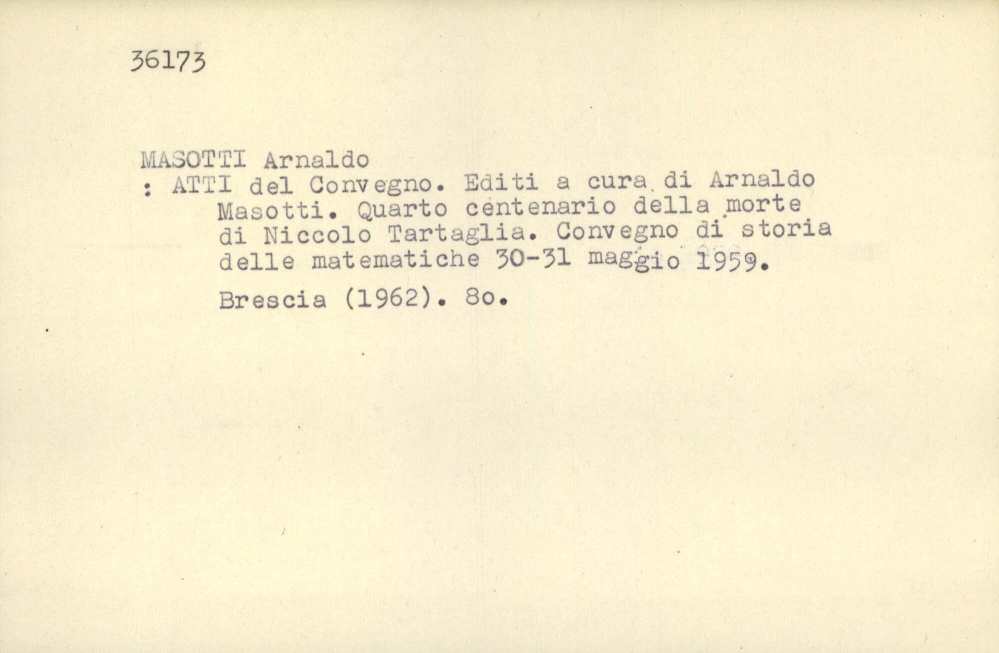 36173
MASOTTI Arnaldo
: ATTI del Convegno. Editi a cura di Arnaldo
Masotti. Quarto centenario della morte
di Niccolo Tartaglia. Convegno di storia
delle matematiche 30-31 maggio 1959.
Brescia (1962). 8o.